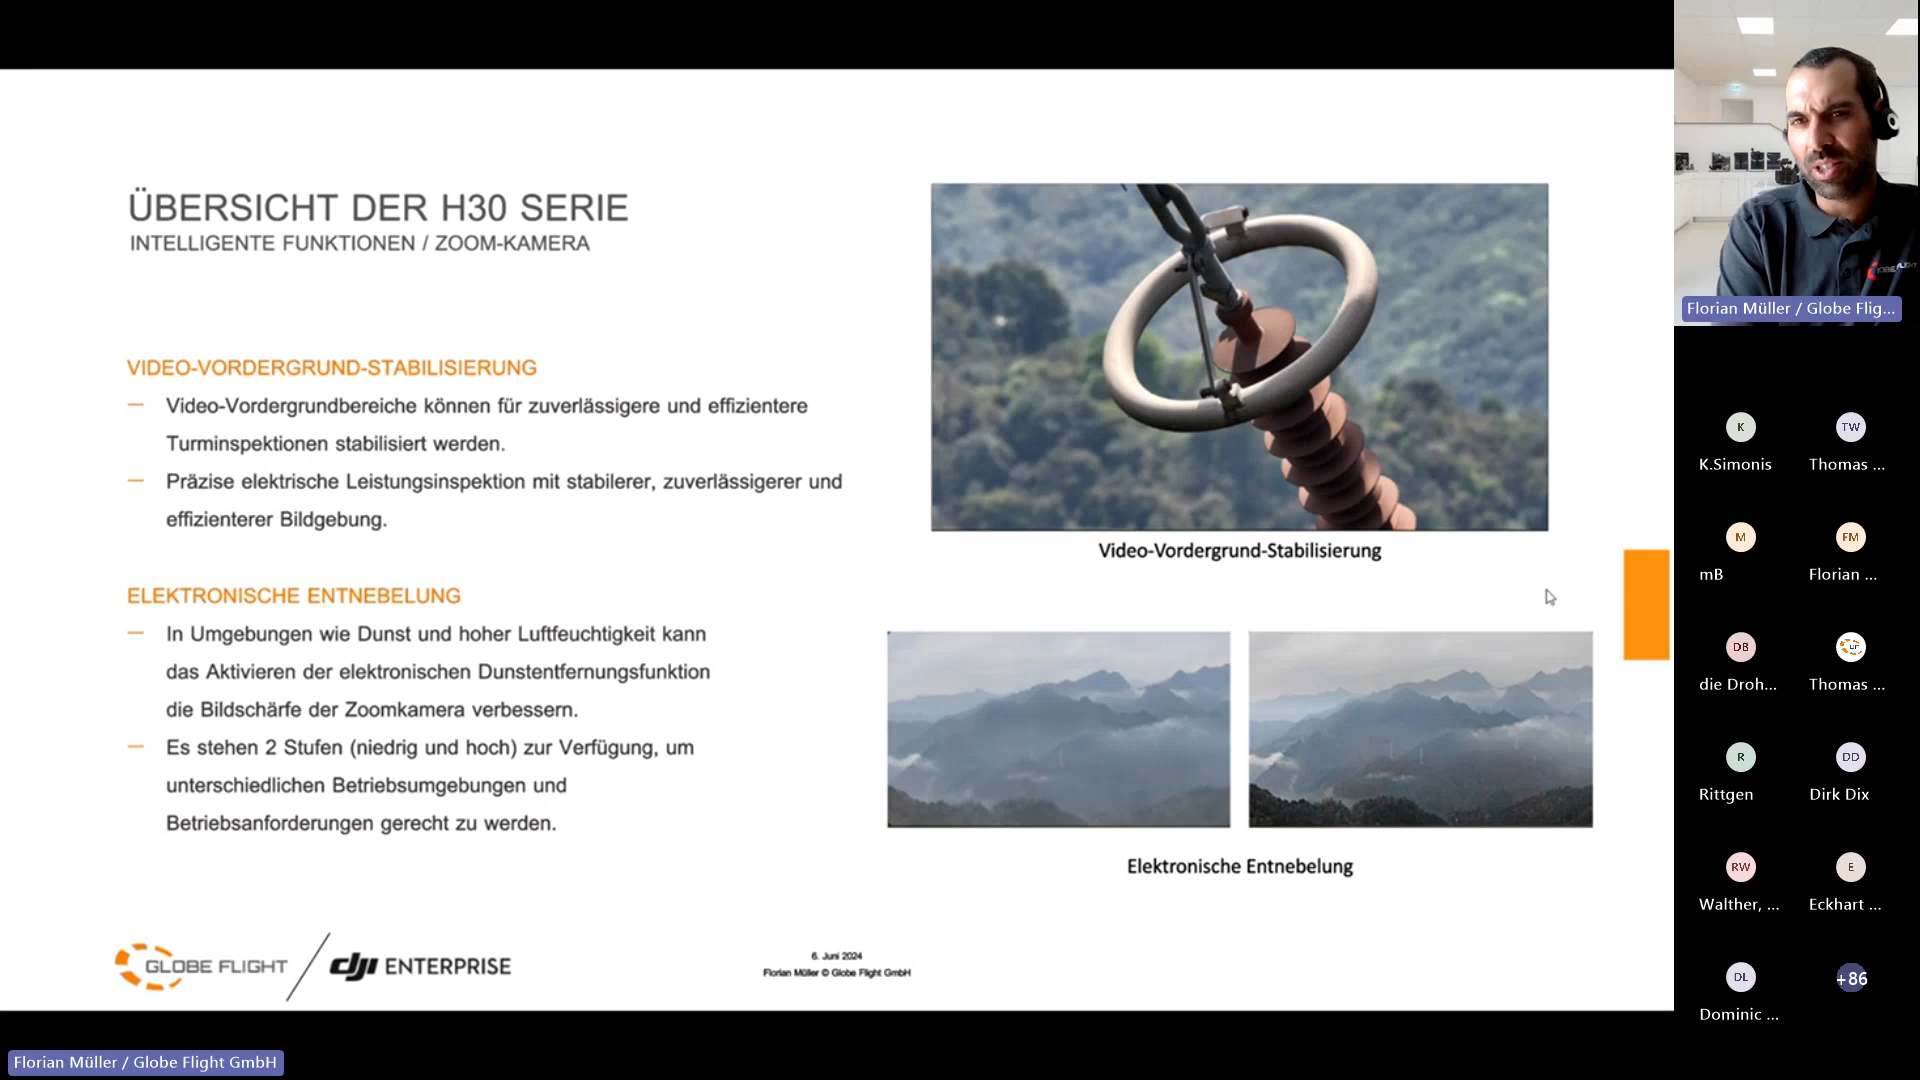 ÜBERSICHT DER H30 SERIE
INTELLIGENTE FUNKTIONEN / ZOOM-KAMERA
VIDEO-VORDERGRUND-STABILISIERUNG
— Video-Vordergrundbereiche können für zuverlässigere und effizientere
Turminspektionen stabilisiert werden.
— Präzise elektrische Leistungsinspektion mit stabilerer, zuverlässigerer und
effizienterer Bildgebung.
ELEKTRONISCHE ENTNEBELUNG
— In Umgebungen wie Dunst und hoher Luftfeuchtigkeit kann
das Aktivieren der elektronischen Dunstentfernungsfunktion
die Bildschärfe der Zoomkamera verbessern.
— Es stehen 2 Stufen (niedrig und hoch) zur Verfügung, um
unterschiedlichen Betriebsumgebungen und
Betriebsanforderungen gerecht zu werden.
Video-Vordergrund-Stabilisierung
Elektronische Entnebelung
GLOBE FLIGHT
dji ENTERPRISE
6. Juni 2024
Florian Müller © Globe Flight GmbH
Florian Müller / Globe Flight GmbH
GLOBE FLIGHT
Florian Müller / Globe Flig...
K
K.Simonis
TW
Thomas ...
M
mB
FM
Florian ...
DB
die Droh...
Thomas ...
R
Rittgen
DD
Dirk Dix
RW
Walther, ...
E
Eckhart ...
DL
Dominic ...
+86